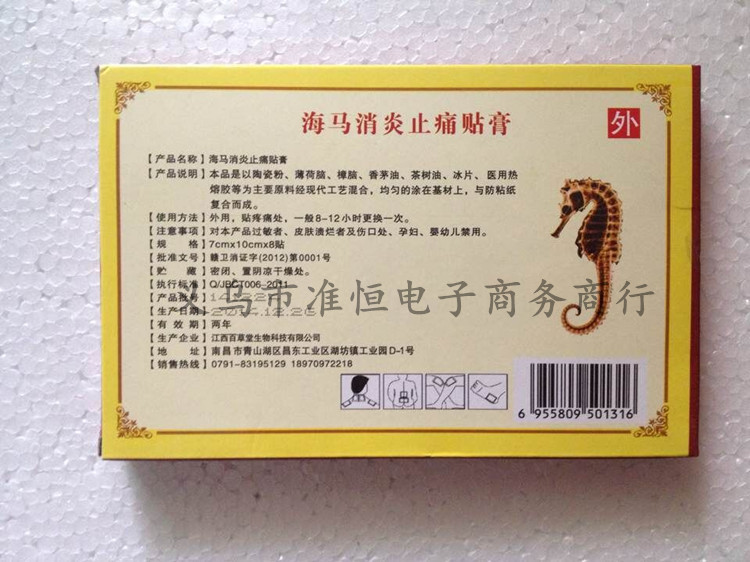 海马消炎止痛贴膏
外
【产品名称】海马消炎止痛贴膏
【产品说明】本品是以陶瓷粉、薄荷脑、樟脑、香茅油、茶树油、冰片、医用热
熔胶等为主要原料经现代工艺混合，均匀的涂在基材上，与防粘纸
复合而成。
【使用方法】外用，贴疼痛处，一般8-12小时更换一次。
【注意事项】对本产品过敏者、皮肤溃烂者及伤口处、孕妇、婴幼儿禁用。
【规 格】7cmx10cmx8贴
【批准文号】赣卫消证字(2012)第0001号
【贮 藏】密闭、置阴凉干燥处。
【执行标准】Q/JBCT006-2011
【产品批号】
【生产日期】2014.12.26
【有 效 期】两年
【生产企业】江西百草堂生物科技有限公司
【地 址】南昌市青山湖区昌东工业区湖坊镇工业园D-1号
【销售热线】0791-83195129 18970972218
义乌市准恒电子商务商行
6 955809 501316